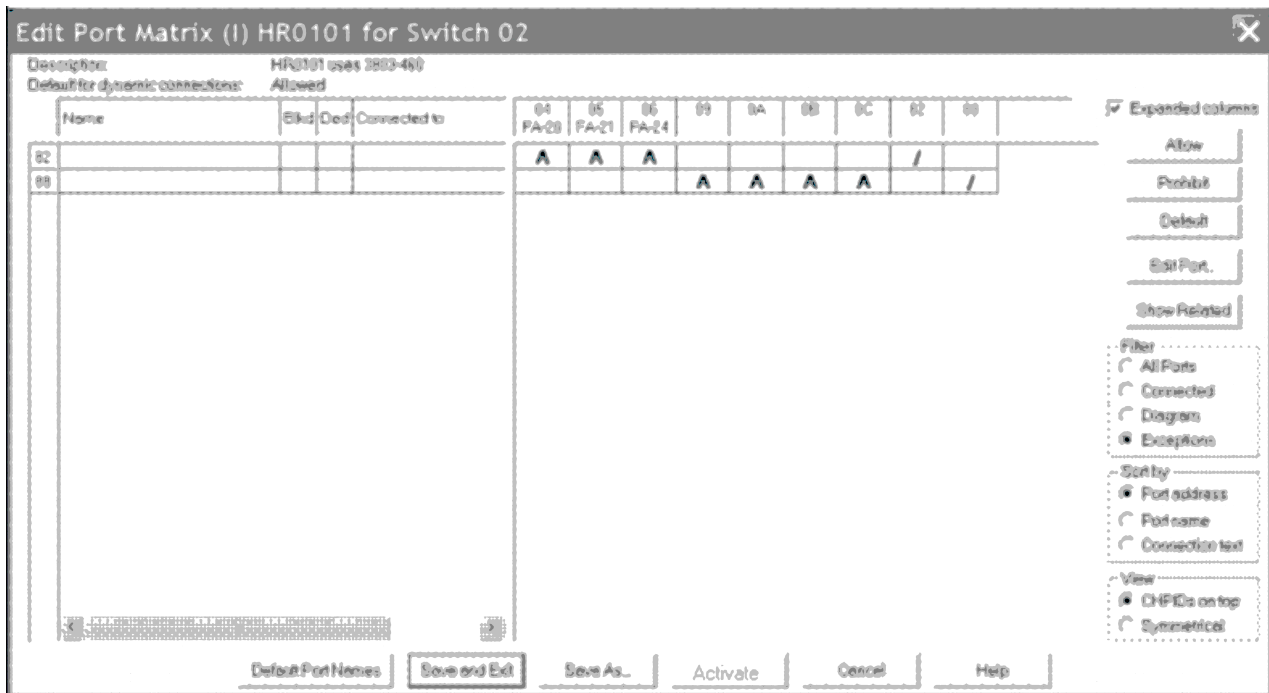 Edit Port Matrix (I) HR0101 for Switch 02
Description: HR0101 uses 3803-460
Default for dynamic connections: Allowed
Name Blkd Ded Connected to 04 05 06 09 0A 0B 0C 82 88
PA-20 PA-21 PA-24
82 A A A /
88 A A A A /
Expanded columns
Allow
Prohibit
Default
Edit Port..
Show Related
Filter
All Ports
Connected
Diagram
Exceptions
Sort by
Port address
Port name
Connection text
View
CHPIDs on top
Symmetrical
Default Port Names Save and Exit Save As... Activate Cancel Help